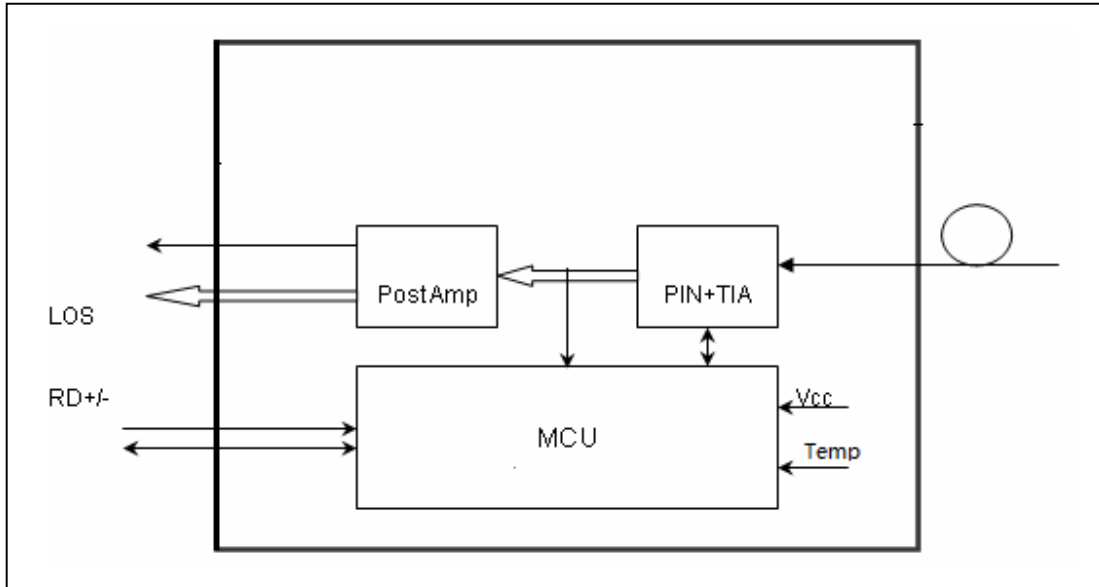 PostAmp
PIN+TIA
LOS
RD+/-
Vcc
MCU
Temp